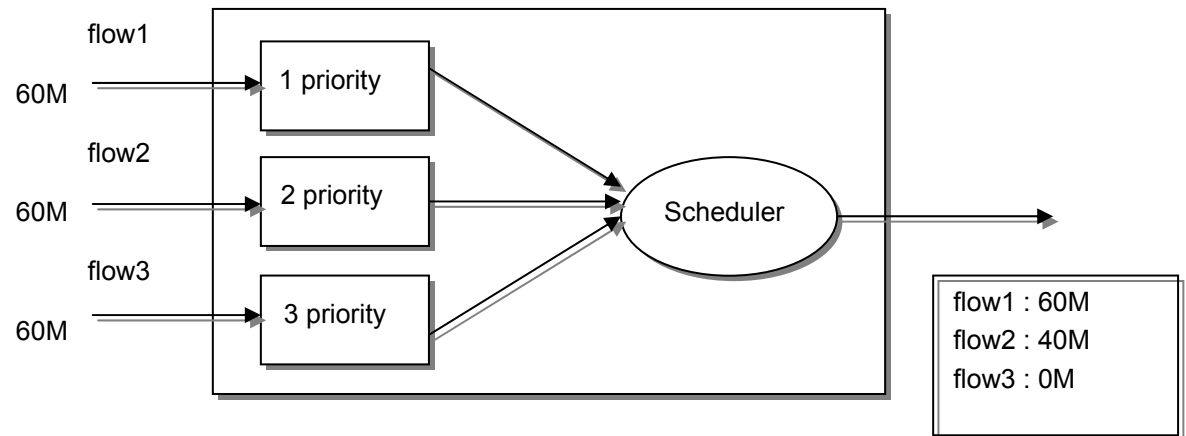 flow1
60M
1 priority
flow2
60M
2 priority
flow3
60M
3 priority
Scheduler
flow1 : 60M
flow2 : 40M
flow3 : 0M